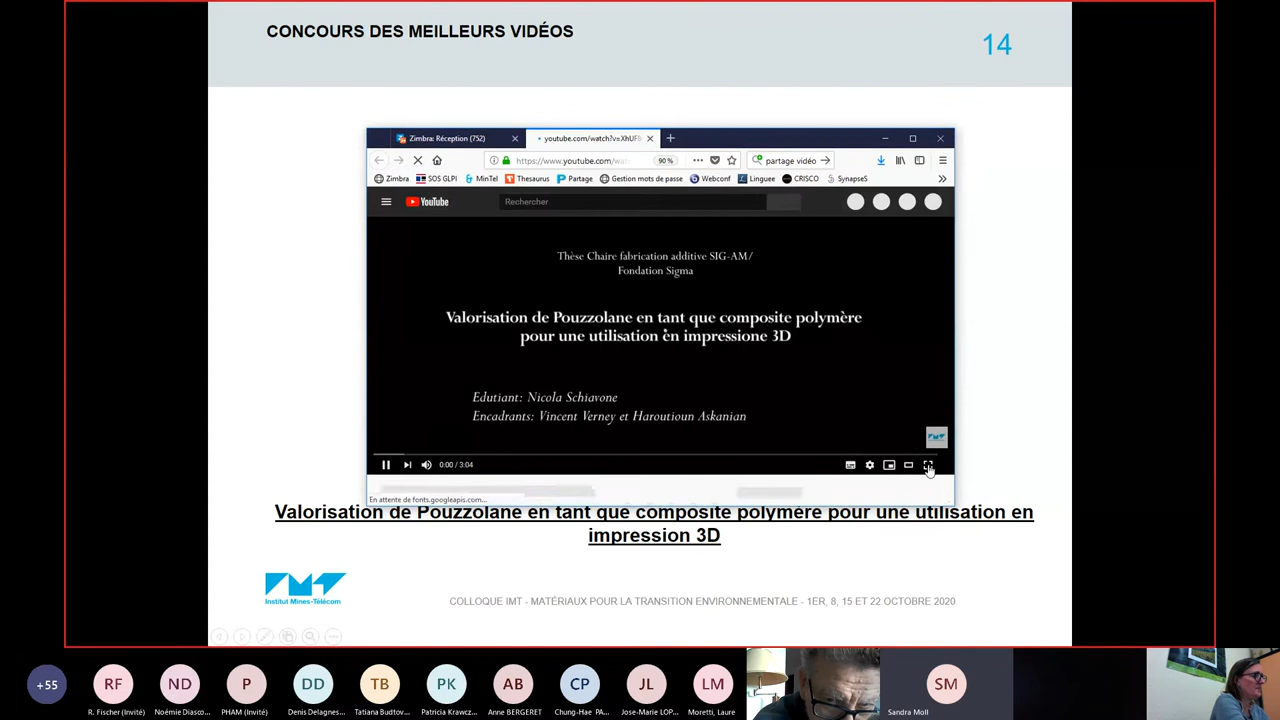 CONCOURS DES MEILLEURS VIDÉOS
14
Zimbra: Réception (752)
youtube.com/watch?v=XhUF8
https://www.youtube.com/wa
90 %
partage vidéo
Zimbra SOS GLPI MinTel Thesaurus Partage Gestion mots de passe Webconf Linguee CRISCO SynapseS
YouTube
Rechercher
Thèse Chaire fabrication additive SIG-AM/
Fondation Sigma
Valorisation de Pouzzolane en tant que composite polymère
pour une utilisation en impressione 3D
Edutiant: Nicola Schiavone
Encadrants: Vincent Verney et Haroutioun Askanian
0:00 / 3:04
En attente de fonts.googleapis.com...
Valorisation de Pouzzolane en tant que composite polymère pour une utilisation en
impression 3D
Institut Mines-Télécom
COLLOQUE IMT - MATÉRIAUX POUR LA TRANSITION ENVIRONNEMENTALE - 1ER, 8, 15 ET 22 OCTOBRE 2020
+55 RF ND P DD TB PK AB CP JL LM SM
R. Fischer (Invité) Noémie Diasco... PHAM (Invité) Denis Delagnes... Tatiana Budtov... Patricia Krawcz... Anne BERGERET Chung-Hae PA... Jose-Marie LOP... Moretti, Laure Sandra Moll